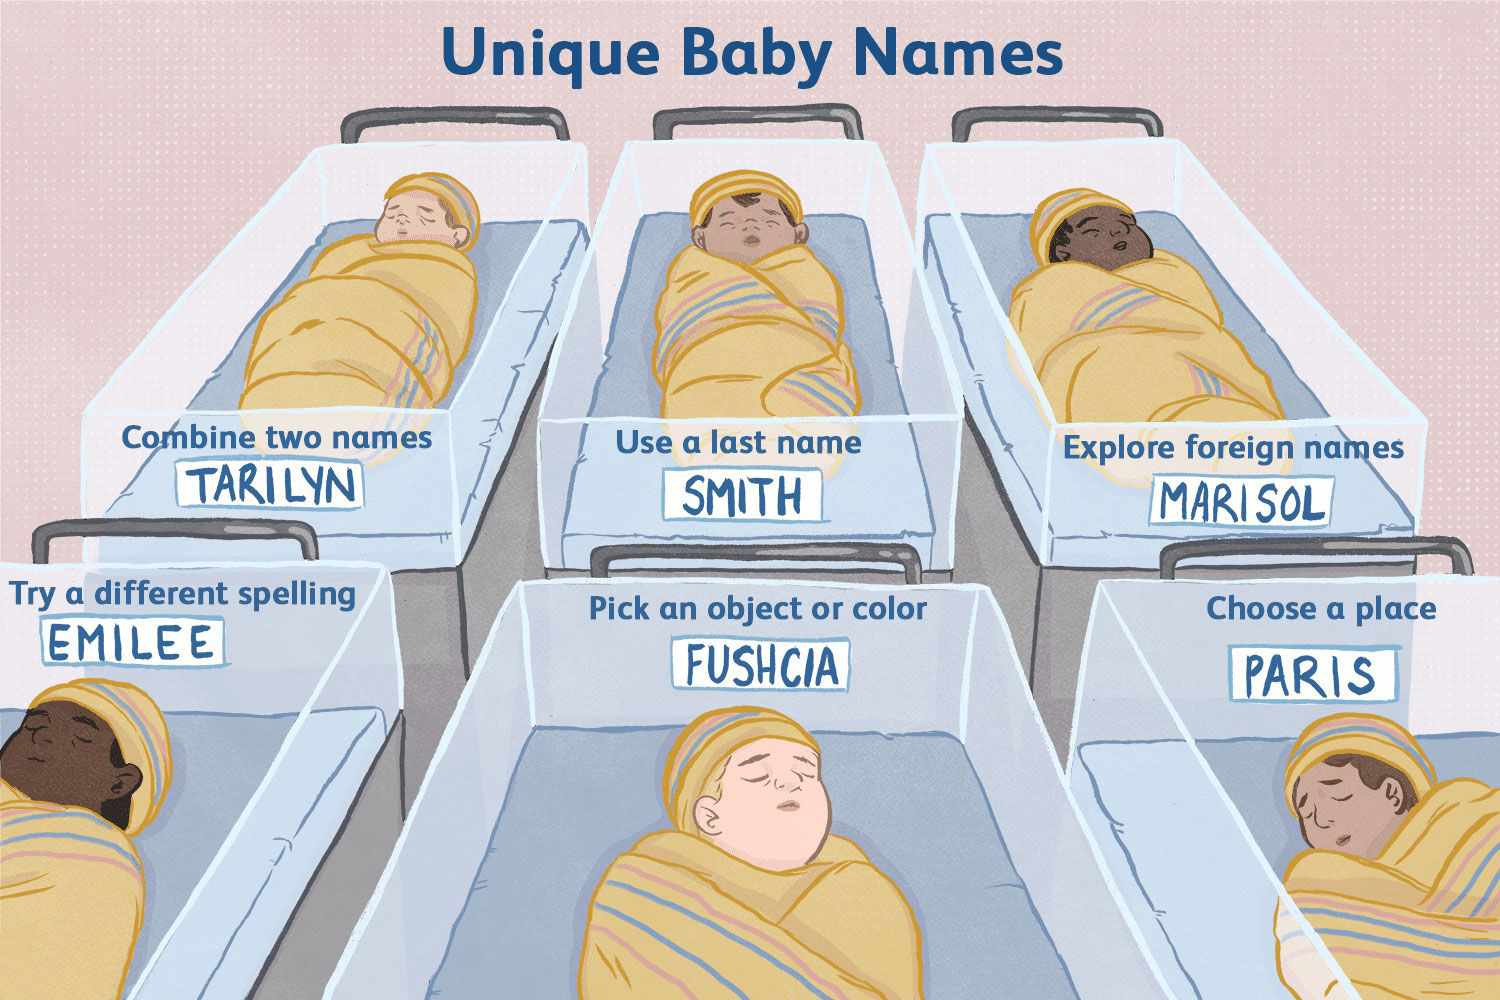 Unique Baby Names
Combine two names
TARILYN
Use a last name
SMITH
Explore foreign names
MARISOL
Try a different spelling
EMILEE
Pick an object or color
FUSHCIA
Choose a place
PARIS